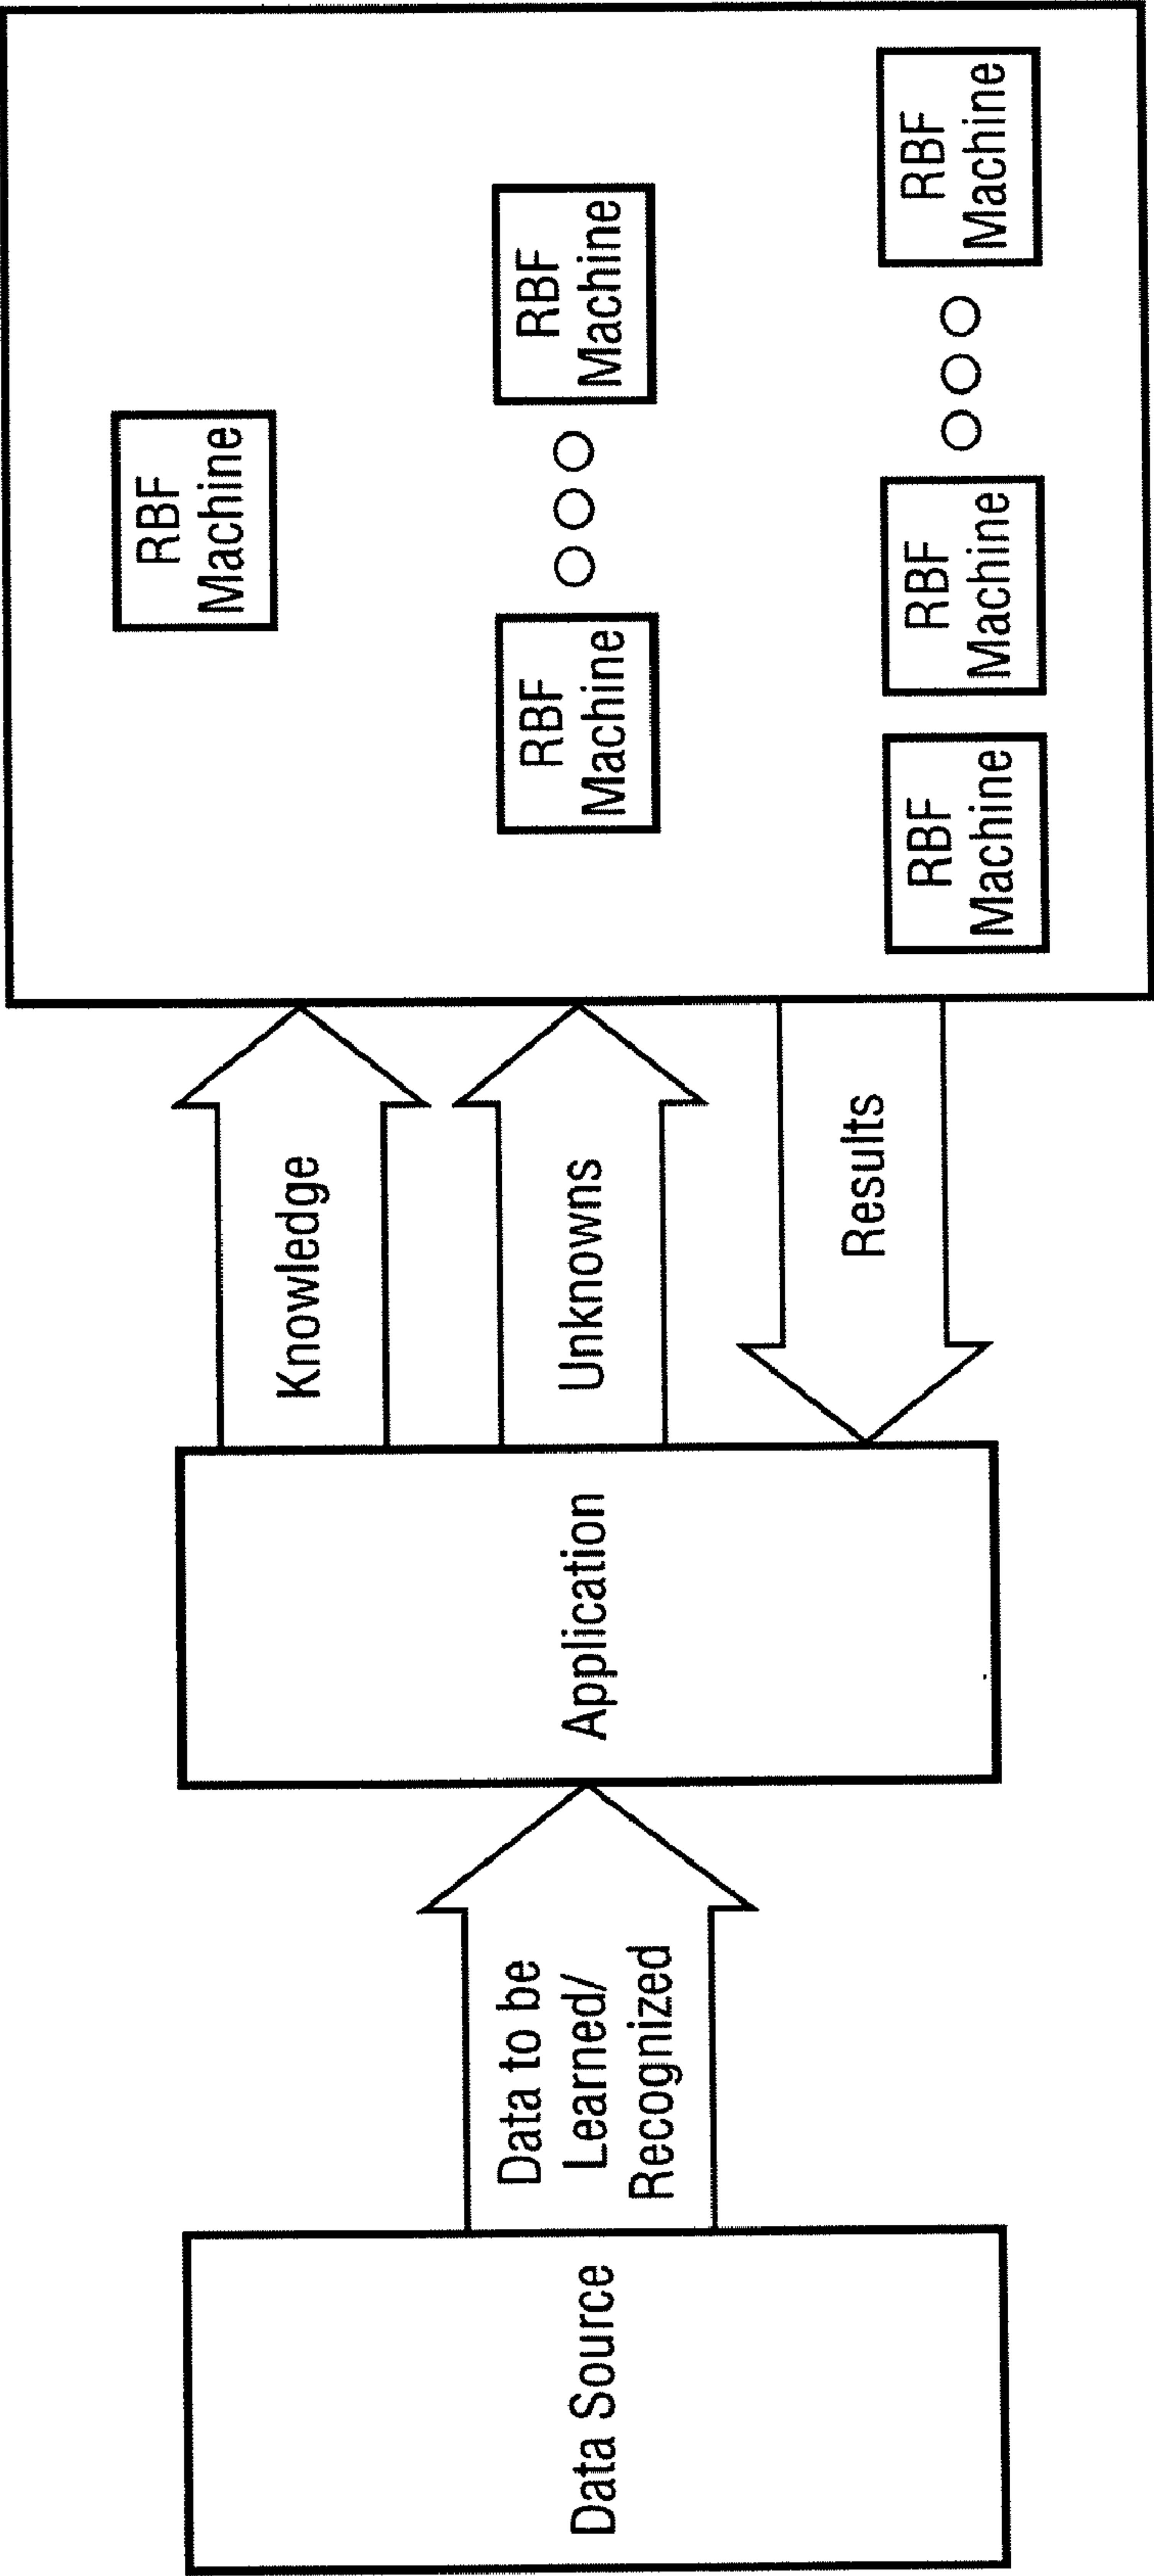 Data Source
Data to be
Learned/
Recognized
Application
Knowledge
Unknowns
Results
RBF
Machine
RBF
Machine
RBF
Machine
RBF
Machine
RBF
Machine
RBF
Machine